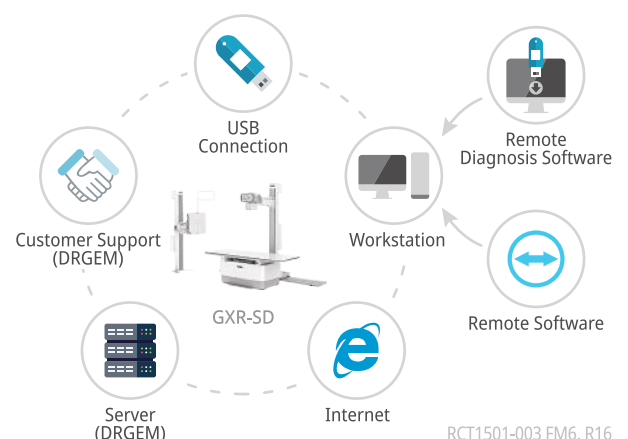 USB
Connection
Remote
Diagnosis Software
Customer Support
(DRGEM)
Workstation
GXR-SD
Remote Software
Server
(DRGEM)
Internet
RCT1501-003 FM6, R16